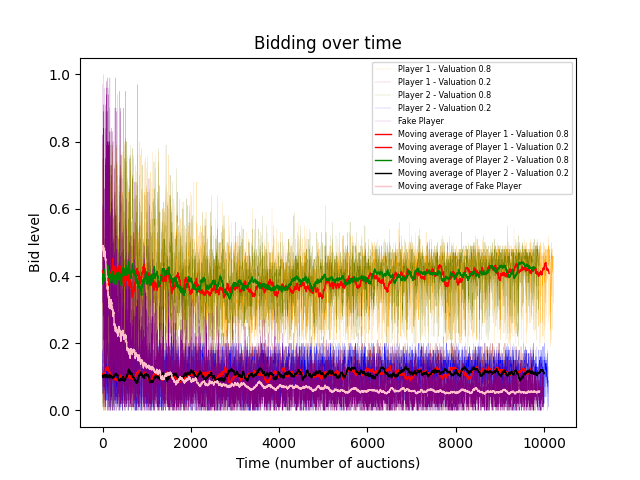 Bidding over time
Player 1 - Valuation 0.8
Player 1 - Valuation 0.2
Player 2 - Valuation 0.8
Player 2 - Valuation 0.2
Fake Player
Moving average of Player 1 - Valuation 0.8
Moving average of Player 1 - Valuation 0.2
Moving average of Player 2 - Valuation 0.8
Moving average of Player 2 - Valuation 0.2
Moving average of Fake Player
1.0
0.8
0.6
0.4
0.2
0.0
Bid level
0 2000 4000 6000 8000 10000
Time (number of auctions)